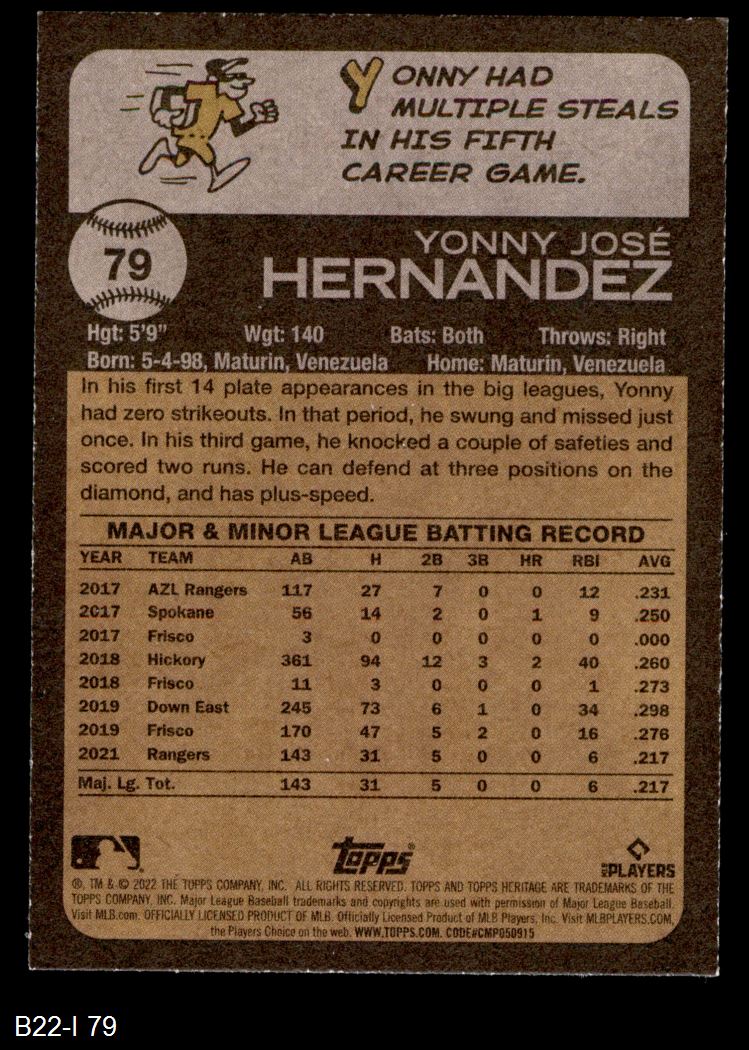 YONNY HAD
MULTIPLE STEALS
IN HIS FIFTH
CAREER GAME.
79
YONNY JOSÉ
HERNANDEZ
Hgt: 5'9" Wgt: 140 Bats: Both Throws: Right
Born: 5-4-98, Maturin, Venezuela Home: Maturin, Venezuela
In his first 14 plate appearances in the big leagues, Yonny
had zero strikeouts. In that period, he swung and missed just
once. In his third game, he knocked a couple of safeties and
scored two runs. He can defend at three positions on the
diamond, and has plus-speed.
MAJOR & MINOR LEAGUE BATTING RECORD
YEAR TEAM AB H 2B 3B HR RBI AVG
2017 AZL Rangers 117 27 7 0 0 12 .231
2017 Spokane 56 14 2 0 1 9 .250
2017 Frisco 3 0 0 0 0 0 .000
2018 Hickory 361 94 12 3 2 40 .260
2018 Frisco 11 3 0 0 0 1 .273
2019 Down East 245 73 6 1 0 34 .298
2019 Frisco 170 47 5 2 0 16 .276
2021 Rangers 143 31 5 0 0 6 .217
Maj. Lg. Tot. 143 31 5 0 0 6 .217
topps
PLAYERS
®, TM & © 2022 THE TOPPS COMPANY, INC. ALL RIGHTS RESERVED. TOPPS AND TOPPS HERITAGE ARE TRADEMARKS OF THE
TOPPS COMPANY, INC. Major League Baseball trademarks and copyrights are used with permission of Major League Baseball.
Visit MLB.com. OFFICIALLY LICENSED PRODUCT OF MLB. Officially Licensed Product of MLB Players, Inc. Visit MLBPLAYERS.COM,
the Players Choice on the web. WWW.TOPPS.COM. CODE#CMP050915
B22-I 79